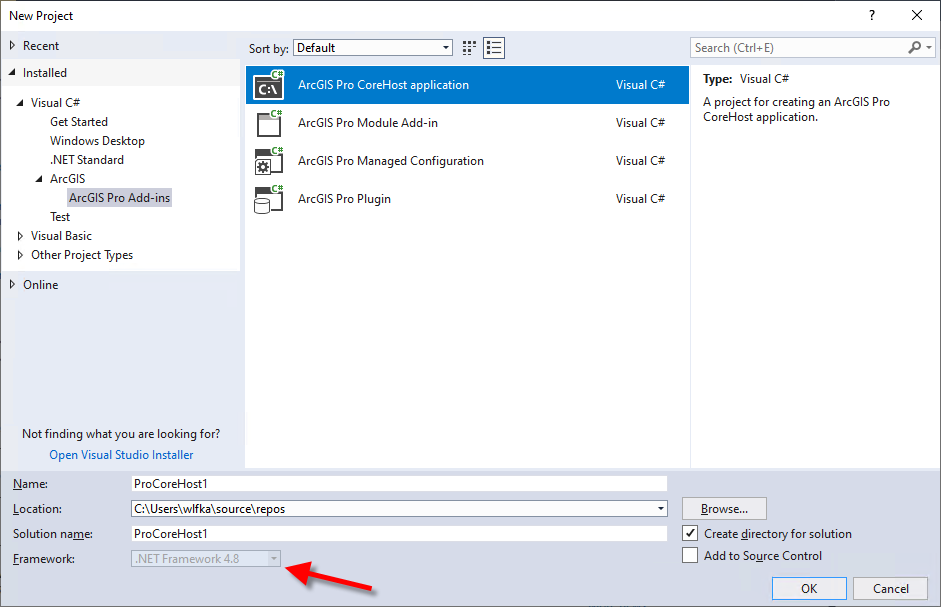 New Project
?
Recent
Installed
Visual C#
Get Started
Windows Desktop
.NET Standard
ArcGIS
ArcGIS Pro Add-ins
Test
Visual Basic
Other Project Types
Online
Not finding what you are looking for?
Open Visual Studio Installer
Sort by: Default
C# C:\ ArcGIS Pro CoreHost application Visual C#
C# ArcGIS Pro Module Add-in Visual C#
C# ArcGIS Pro Managed Configuration Visual C#
C# ArcGIS Pro Plugin Visual C#
Search (Ctrl+E)
Type: Visual C#
A project for creating an ArcGIS Pro
CoreHost application.
Name: ProCoreHost1
Location: C:\Users\wlfka\source\repos Browse...
Solution name: ProCoreHost1 Create directory for solution
Framework: .NET Framework 4.8 Add to Source Control
OK Cancel